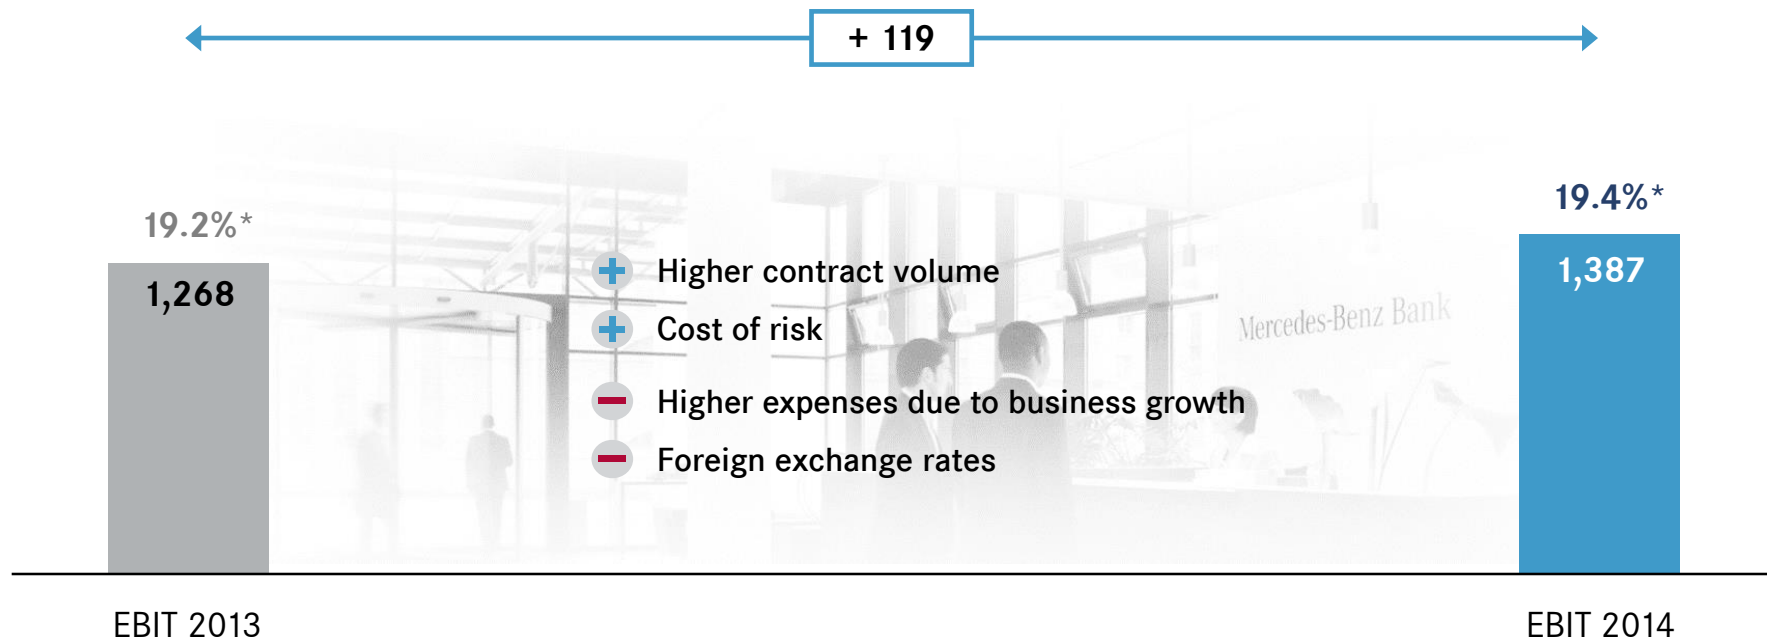 + 119
19.2%*
1,268
+ Higher contract volume
+ Cost of risk
− Higher expenses due to business growth
− Foreign exchange rates
Mercedes-Benz Bank
19.4%*
1,387
EBIT 2013
EBIT 2014